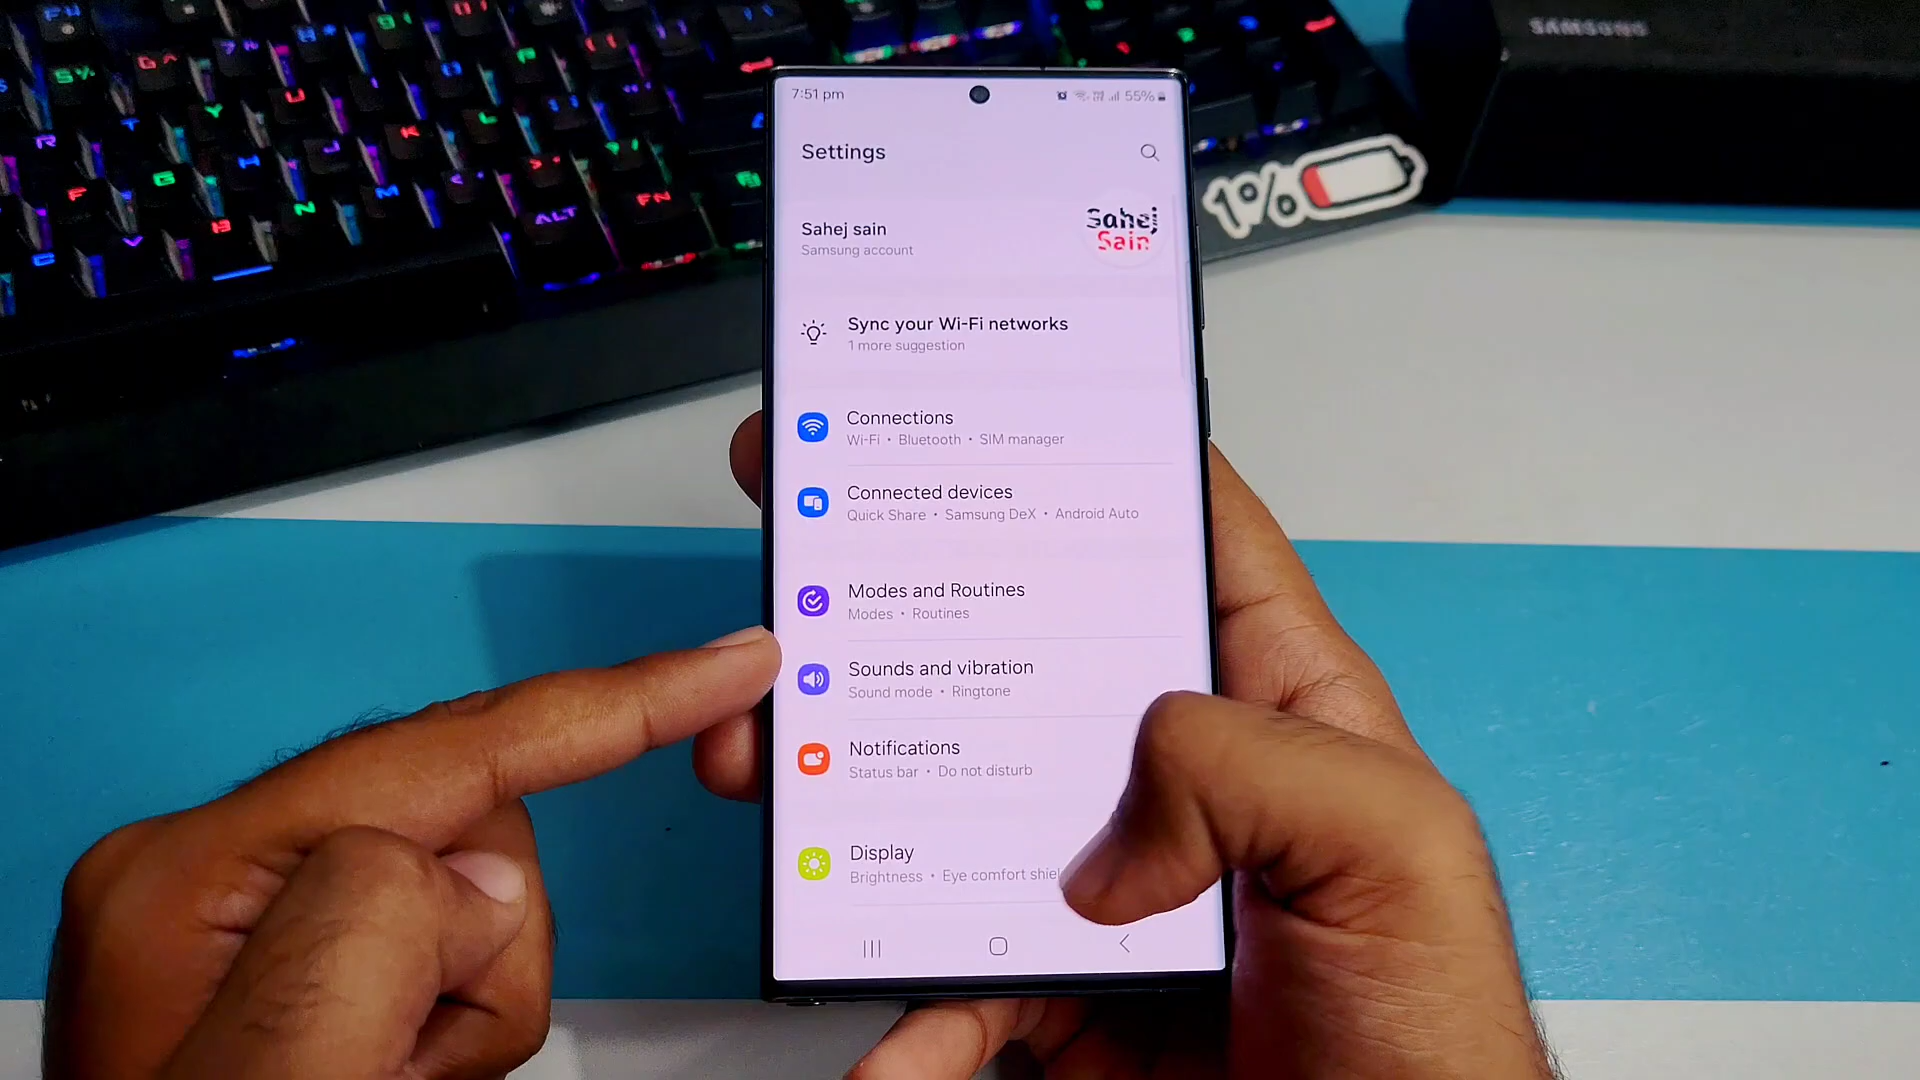 SAMSUNG
7:51 pm
55%
Settings
Sahej sain
Samsung account
Sahej
Sain
1%
Sync your Wi-Fi networks
1 more suggestion
Connections
Wi-Fi • Bluetooth • SIM manager
Connected devices
Quick Share • Samsung DeX • Android Auto
Modes and Routines
Modes • Routines
Sounds and vibration
Sound mode • Ringtone
Notifications
Status bar • Do not disturb
Display
Brightness • Eye comfort
ALT
FN
R
T
Y
U
F
G
H
J
K
L
C
V
B
N
M
P